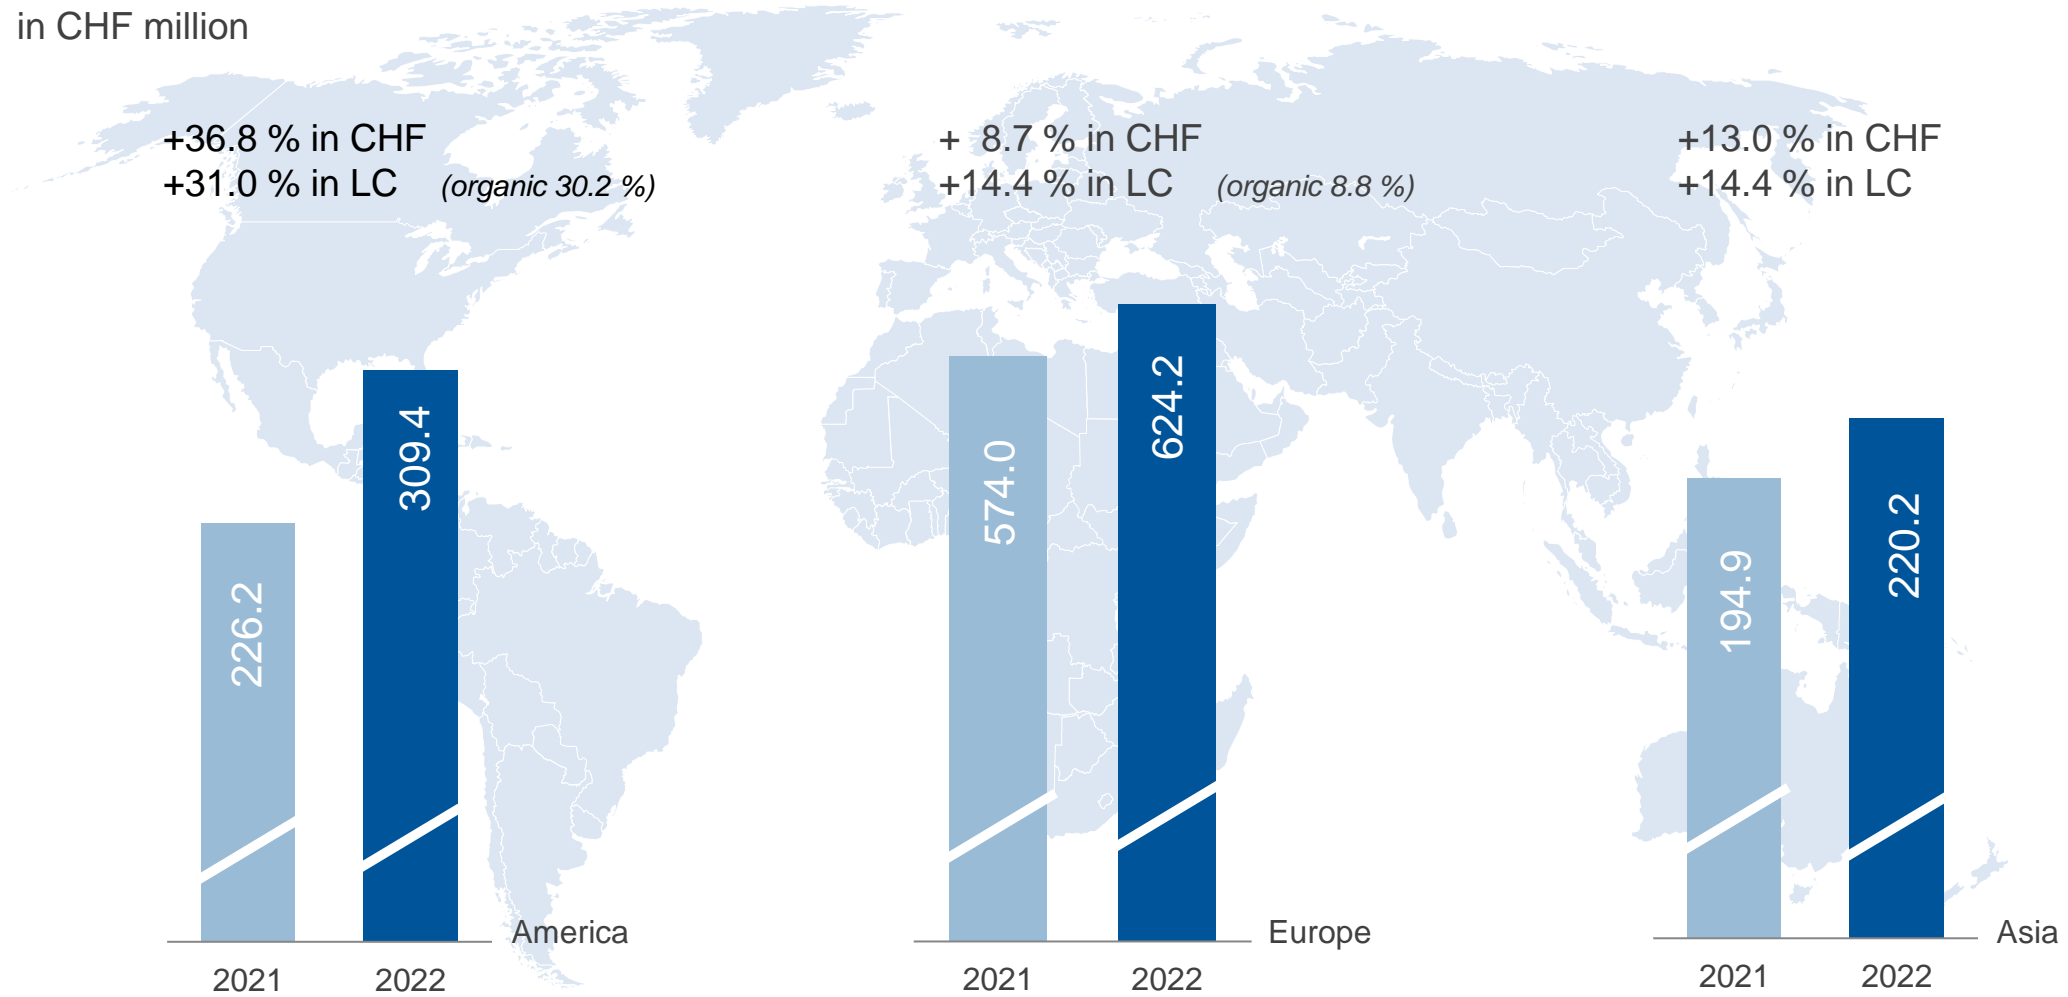 in CHF million
+36.8 % in CHF
+31.0 % in LC (organic 30.2 %)
226.2
309.4
America
2021 2022
+ 8.7 % in CHF
+14.4 % in LC (organic 8.8 %)
574.0
624.2
Europe
2021 2022
+13.0 % in CHF
+14.4 % in LC
194.9
220.2
Asia
2021 2022